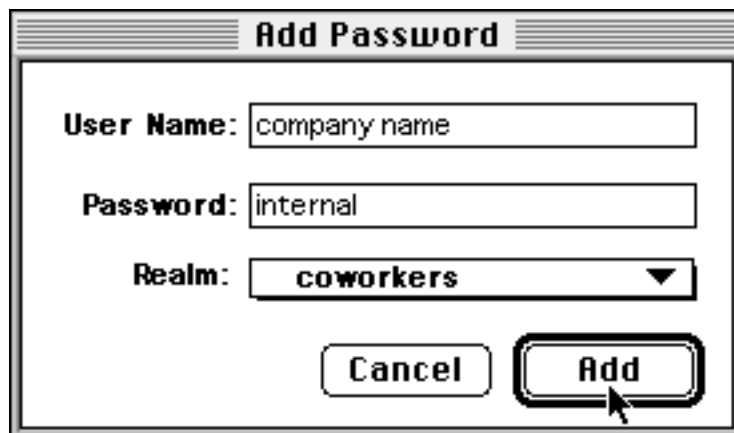 Add Password
User Name: company name
Password: internal
Realm: coworkers
Cancel Add